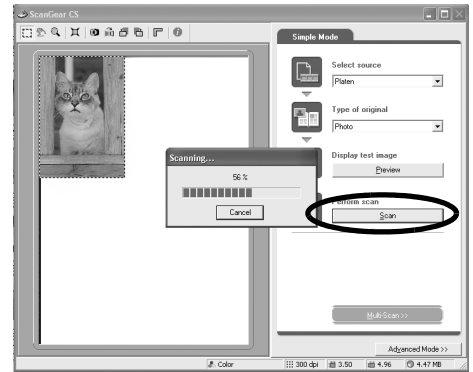 ScanGear CS
Simple Mode
Select source
Platen
Type of original
Photo
Display test image
Preview
Perform scan
Scan
Scanning...
56 %
Cancel
Multi-Scan >>
Advanced Mode >>
Color
300 dpi
3.50
4.96
4.47 MB